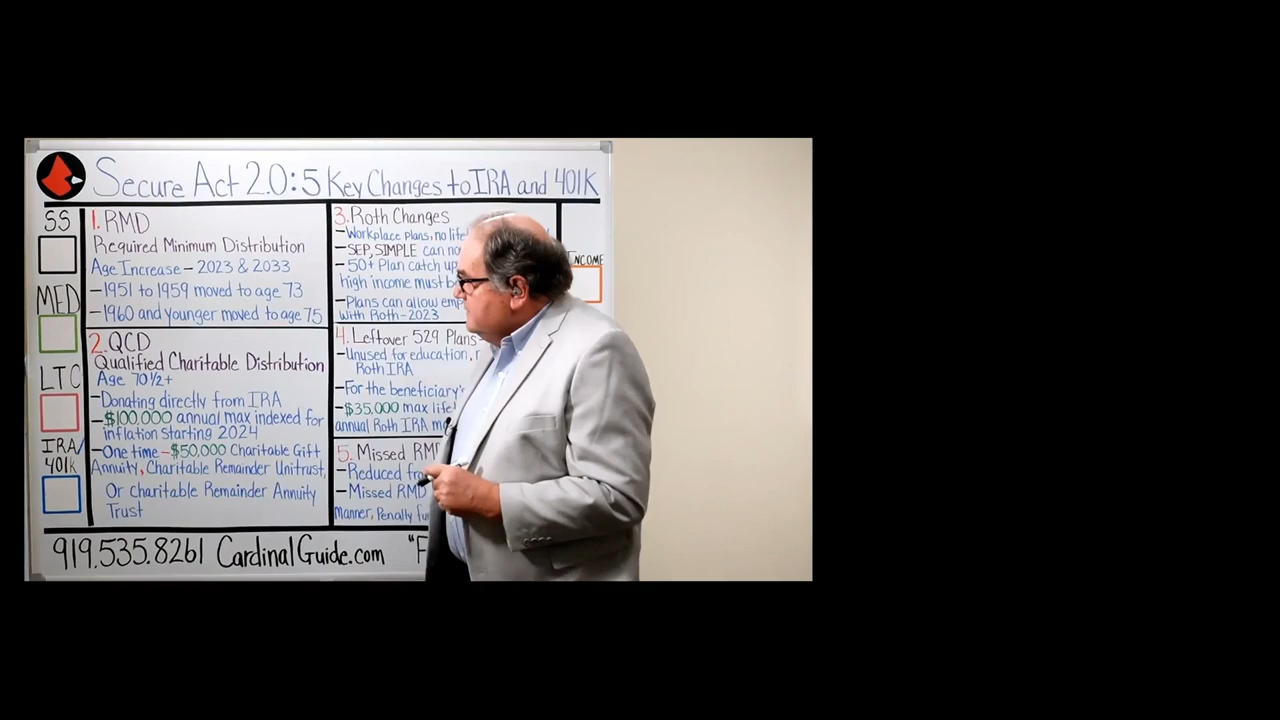 Secure Act 2.0: 5 Key Changes to IRA and 401K
SS
MED
LTC
IRA/
401K
1. RMD
Required Minimum Distribution
Age Increase - 2023 & 2033
- 1951 to 1959 moved to age 73
- 1960 and younger moved to age 75
2. QCD
Qualified Charitable Distribution
Age 70½+
- Donating directly from IRA
- $100,000 annual max indexed for
inflation starting 2024
- One time - $50,000 Charitable Gift
Annuity, Charitable Remainder Unitrust,
Or charitable Remainder Annuity
Trust
3. Roth Changes
- Workplace plans, no
- SEP, SIMPLE can
- 50+ Plan catch up
high income must
- Plans can allow
with Roth - 2023
4. Leftover 529 Plans
- Unused for education,
Roth IRA
- For the beneficiary's
- $35,000 max
annual Roth IRA
5. Missed RMD
- Reduced
- Missed RMD
manner, Penalty
INCOME
919.535.8261 CardinalGuide.com